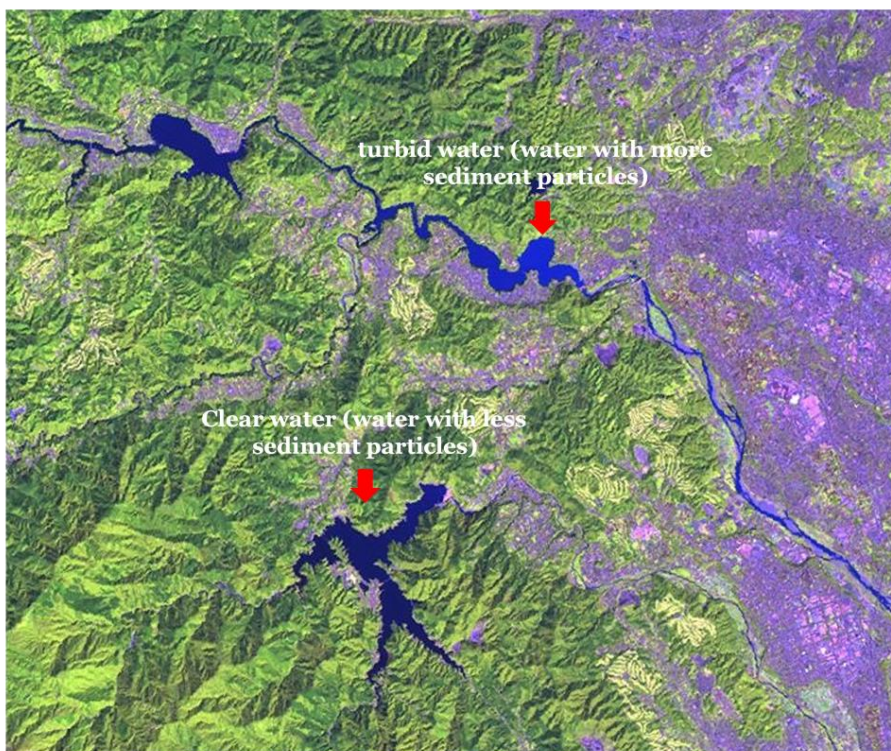 turbid water (water with more
sediment particles)
Clear water (water with less
sediment particles)